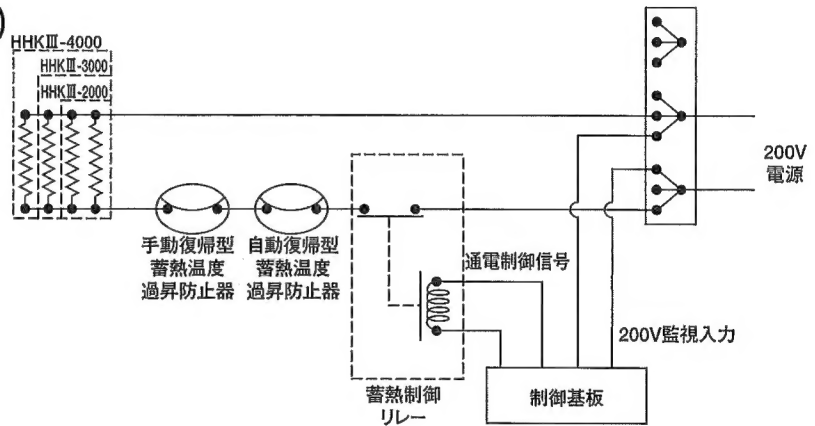 )
HHKⅢ-4000
HHKⅢ-3000
HHKⅢ-2000
200V
電源
手動復帰型
蓄熱温度
過昇防止器
自動復帰型
蓄熱温度
過昇防止器
通電制御信号
200V監視入力
蓄熱制御
リレー
制御基板